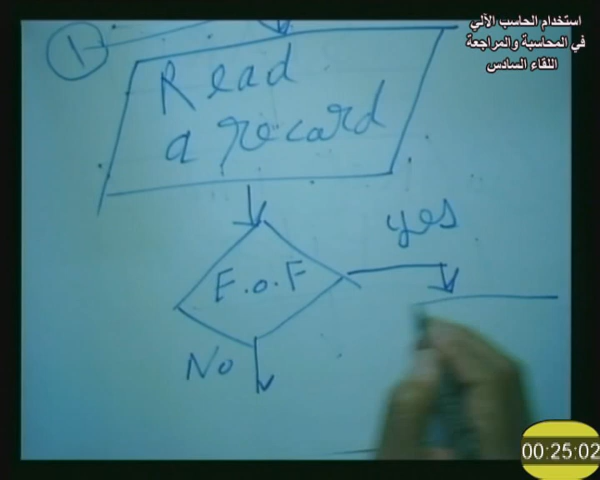 استخدام الحاسب الآلي
في المحاسبة والمراجعة
اللقاء السادس
1
Read
a record
yes
E.o.F
No
00:25:02